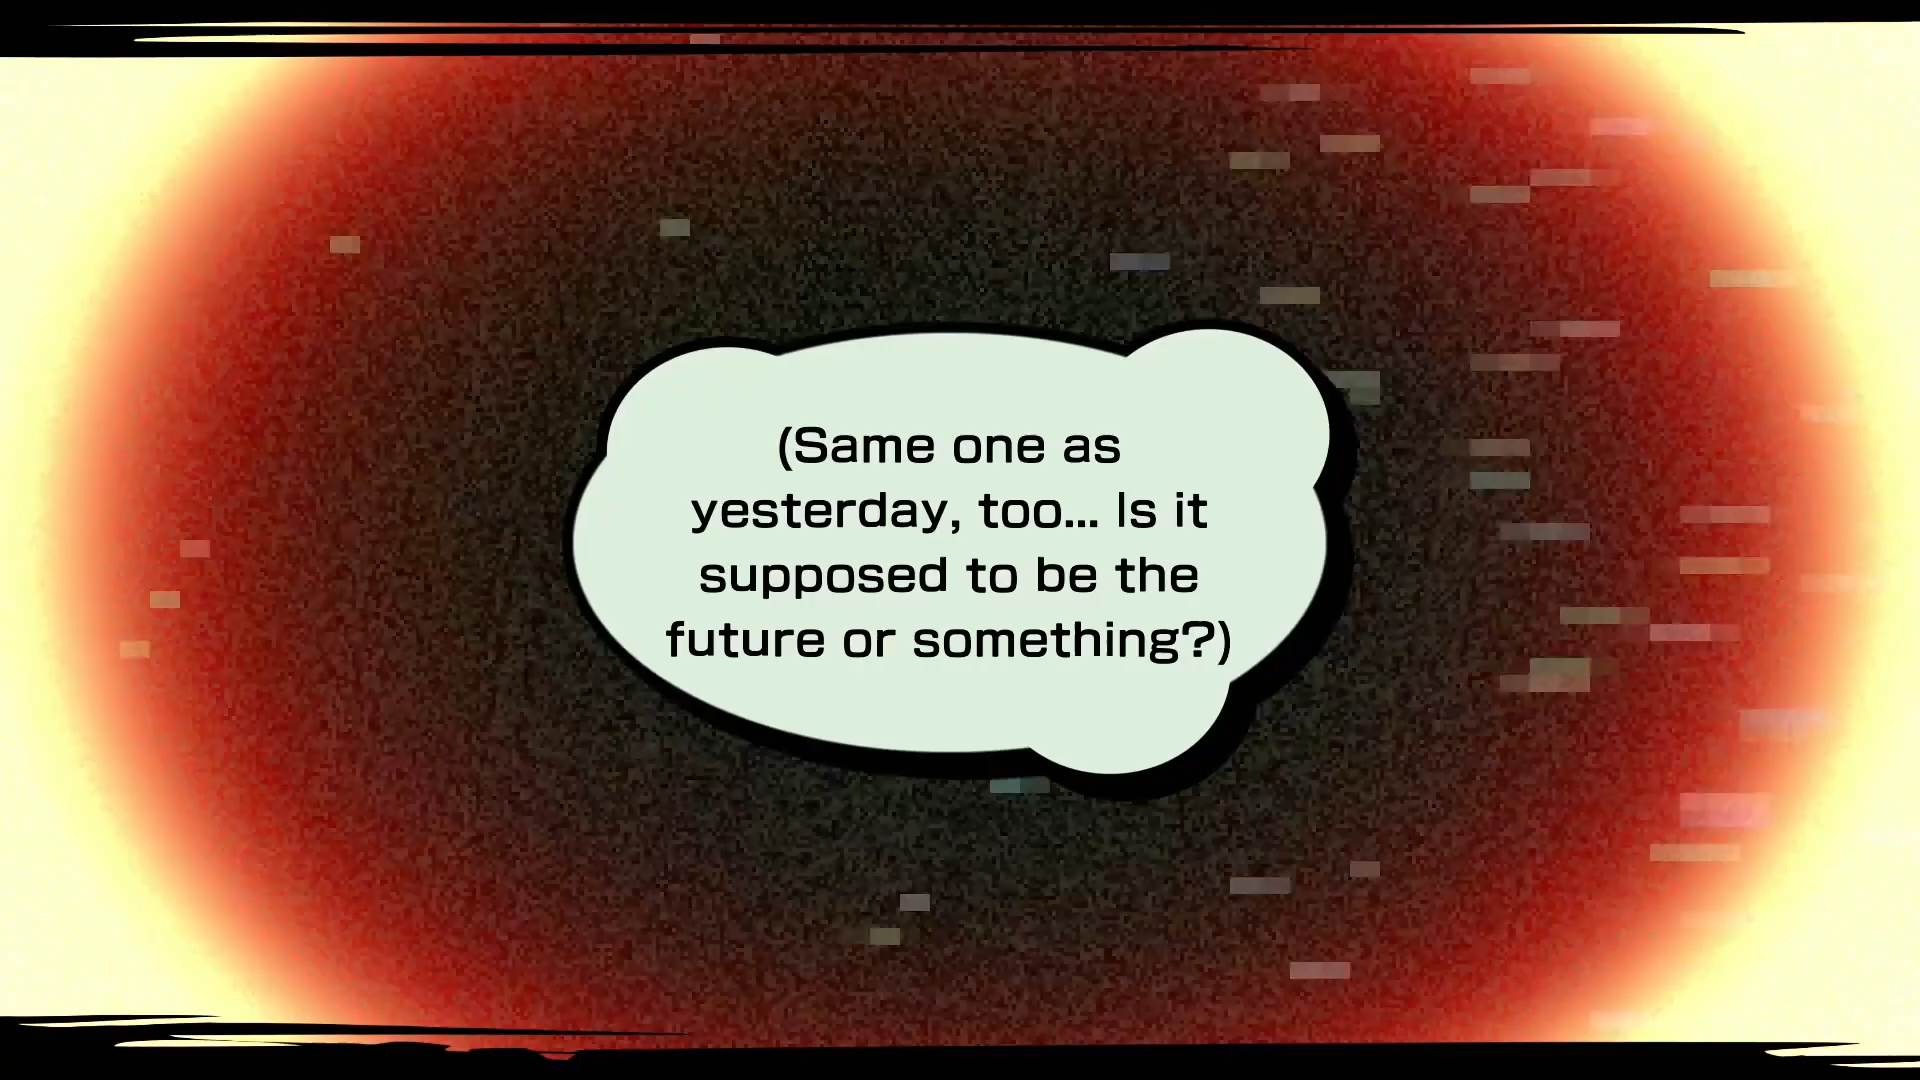 (Same one as
yesterday, too... Is it
supposed to be the
future or something?)